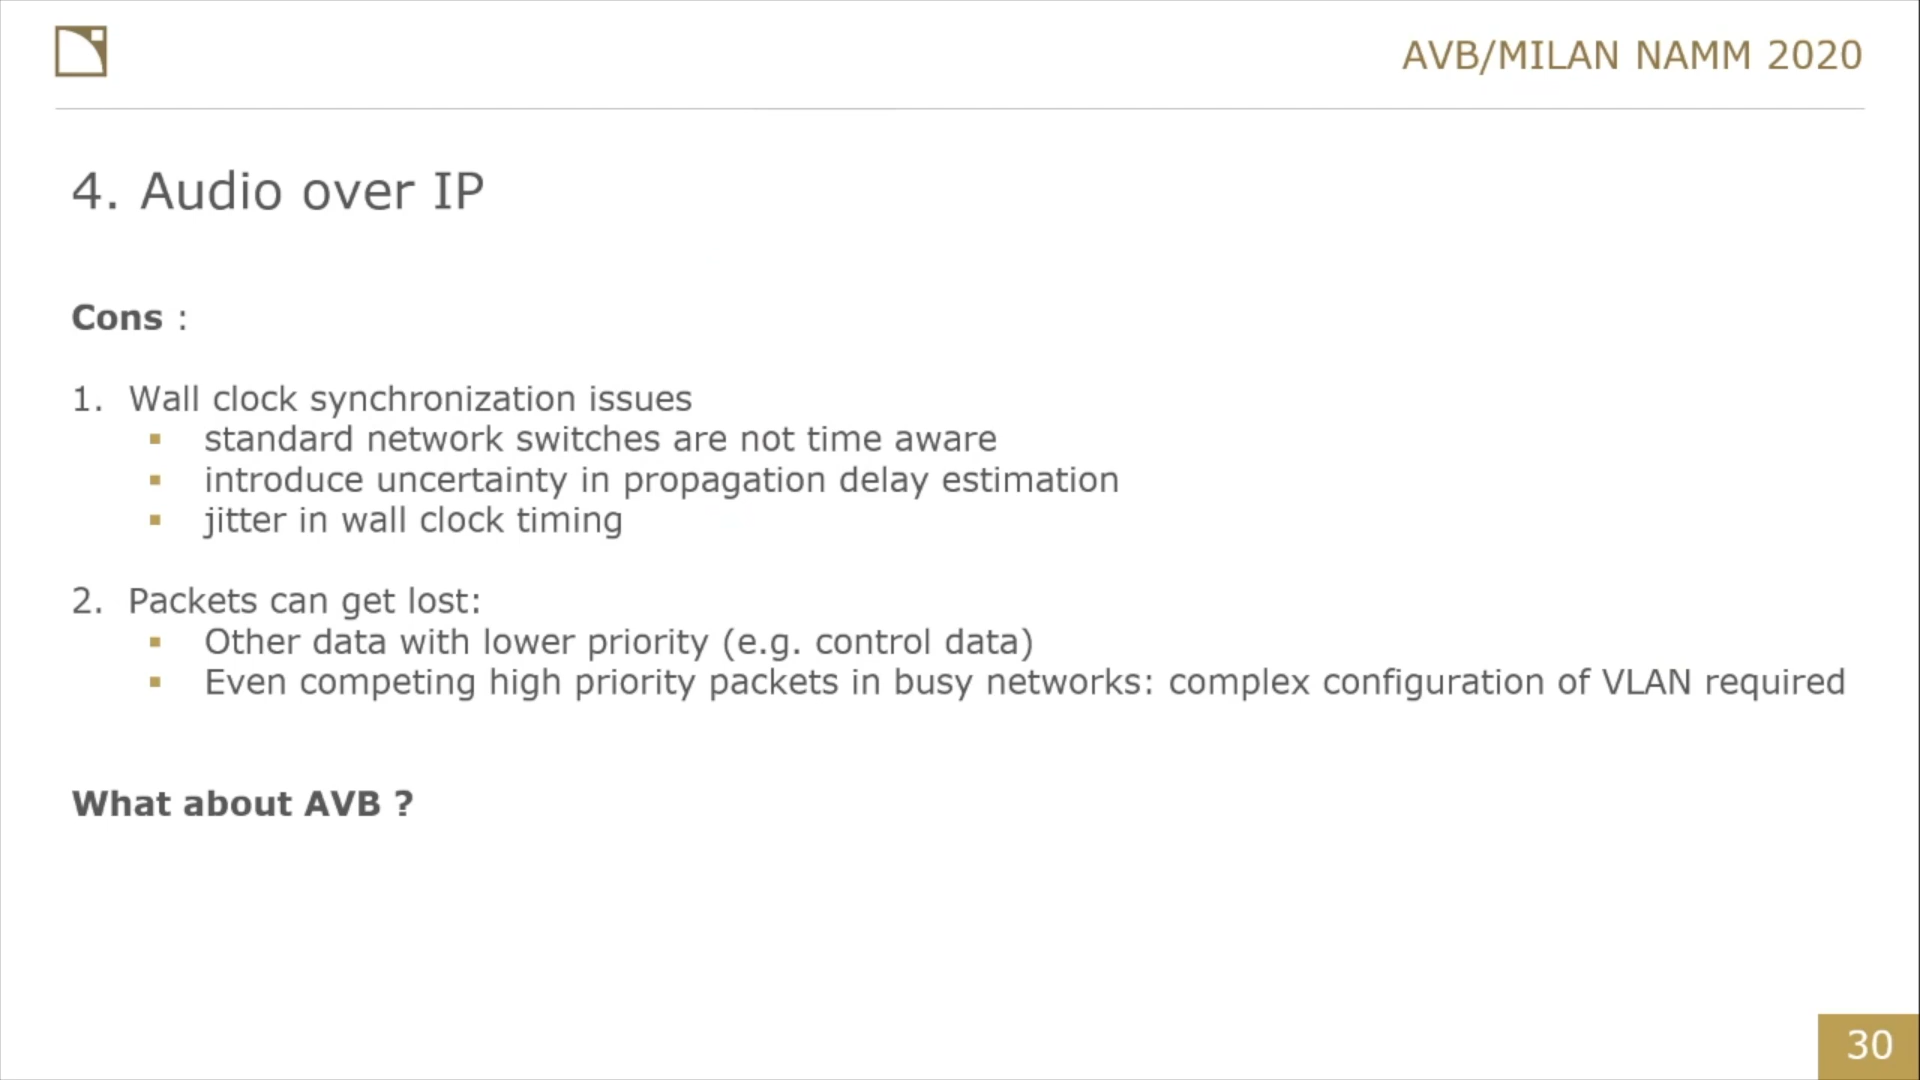 AVB/MILAN NAMM 2020
4. Audio over IP
Cons :
1. Wall clock synchronization issues
▪ standard network switches are not time aware
▪ introduce uncertainty in propagation delay estimation
▪ jitter in wall clock timing
2. Packets can get lost:
▪ Other data with lower priority (e.g. control data)
▪ Even competing high priority packets in busy networks: complex configuration of VLAN required
What about AVB ?
30